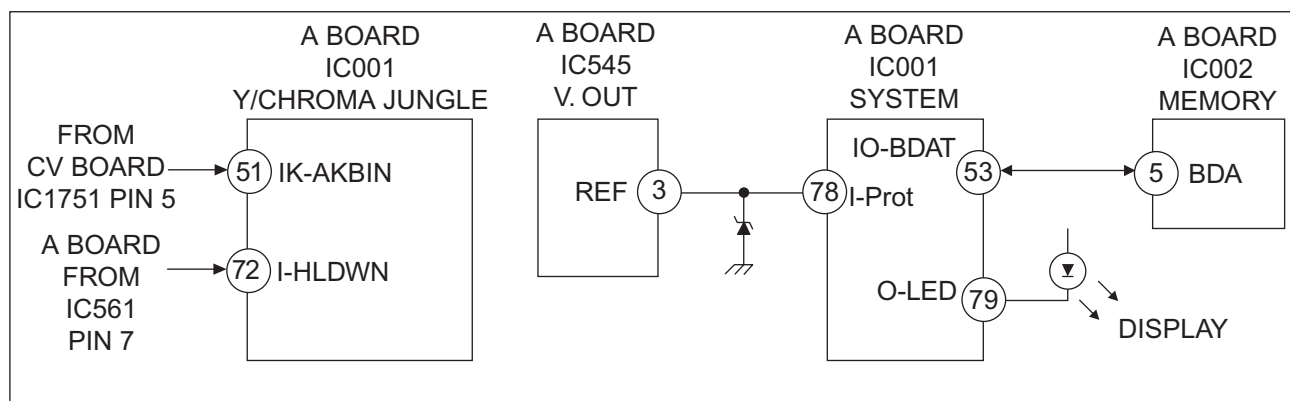 A BOARD
IC001
Y/CHROMA JUNGLE
FROM
CV BOARD
IC1751 PIN 5
51
IK-AKBIN
A BOARD
FROM
IC561
PIN 7
72
I-HLDWN
A BOARD
IC545
V. OUT
REF
3
A BOARD
IC001
SYSTEM
78
I-Prot
IO-BDAT
53
O-LED
79
DISPLAY
A BOARD
IC002
MEMORY
5
BDA